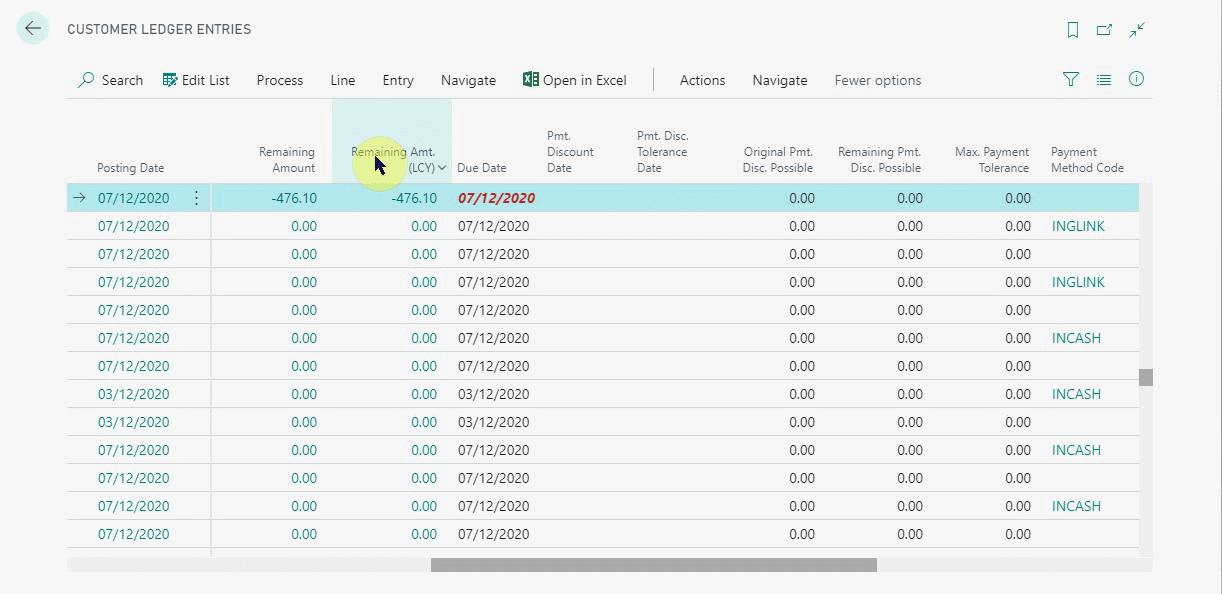 CUSTOMER LEDGER ENTRIES
Search Edit List Process Line Entry Navigate Open in Excel Actions Navigate Fewer options
Posting Date Remaining Amount Remaining Amt. (LCY) Due Date Pmt. Discount Date Pmt. Disc. Tolerance Date Original Pmt. Disc. Possible Remaining Pmt. Disc. Possible Max. Payment Tolerance Payment Method Code
07/12/2020 -476.10 -476.10 07/12/2020 0.00 0.00 0.00
07/12/2020 0.00 0.00 07/12/2020 0.00 0.00 0.00 INGLINK
07/12/2020 0.00 0.00 07/12/2020 0.00 0.00 0.00
07/12/2020 0.00 0.00 07/12/2020 0.00 0.00 0.00 INGLINK
07/12/2020 0.00 0.00 07/12/2020 0.00 0.00 0.00
07/12/2020 0.00 0.00 07/12/2020 0.00 0.00 0.00 INCASH
07/12/2020 0.00 0.00 07/12/2020 0.00 0.00 0.00
03/12/2020 0.00 0.00 03/12/2020 0.00 0.00 0.00 INCASH
03/12/2020 0.00 0.00 03/12/2020 0.00 0.00 0.00
07/12/2020 0.00 0.00 07/12/2020 0.00 0.00 0.00 INCASH
07/12/2020 0.00 0.00 07/12/2020 0.00 0.00 0.00
07/12/2020 0.00 0.00 07/12/2020 0.00 0.00 0.00 INCASH
07/12/2020 0.00 0.00 07/12/2020 0.00 0.00 0.00